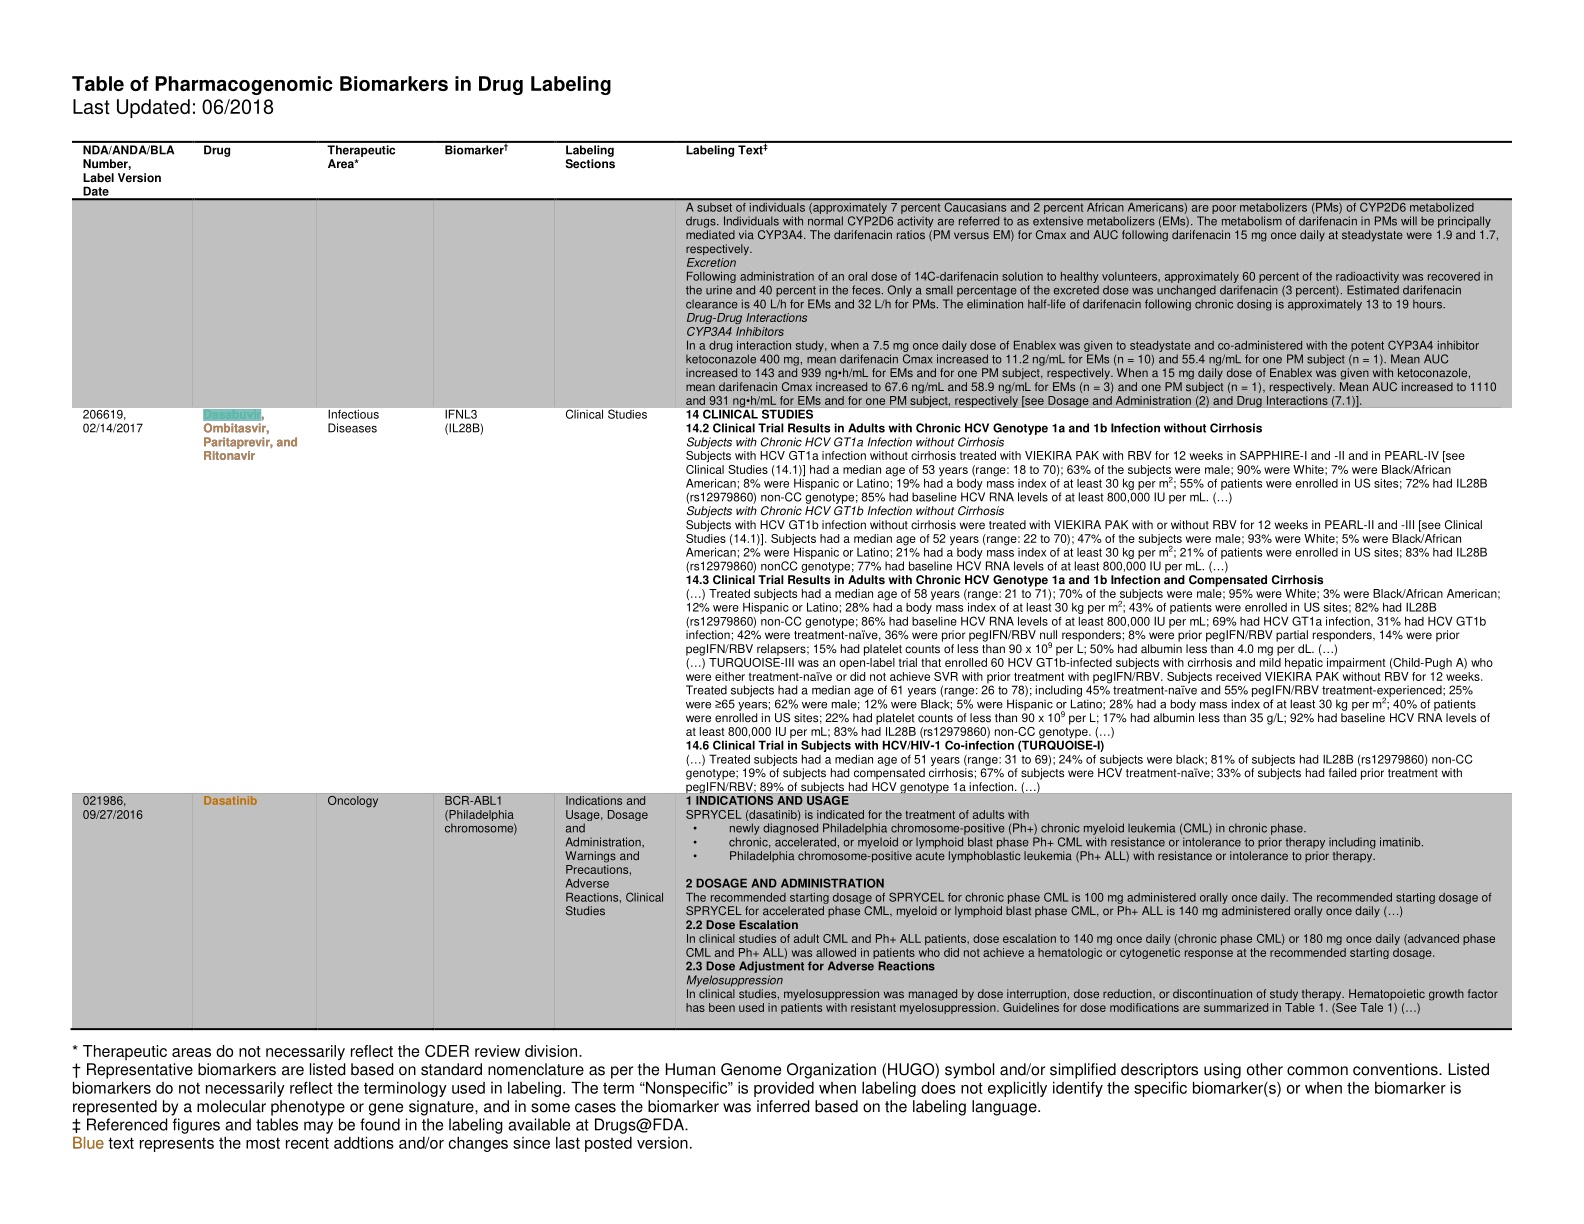 Table of Pharmacogenomic Biomarkers in Drug Labeling
Last Updated: 06/2018
NDA/ANDA/BLA
Number,
Label Version
Date
Drug
Therapeutic
Area*
Biomarker†
Labeling
Sections
Labeling Text‡
A subset of individuals (approximately 7 percent Caucasians and 2 percent African Americans) are poor metabolizers (PMs) of CYP2D6 metabolized
drugs. Individuals with normal CYP2D6 activity are referred to as extensive metabolizers (EMs). The metabolism of darifenacin in PMs will be principally
mediated via CYP3A4. The darifenacin ratios (PM versus EM) for Cmax and AUC following darifenacin 15 mg once daily at steadystate were 1.9 and 1.7,
respectively.
Excretion
Following administration of an oral dose of 14C-darifenacin solution to healthy volunteers, approximately 60 percent of the radioactivity was recovered in
the urine and 40 percent in the feces. Only a small percentage of the excreted dose was unchanged darifenacin (3 percent). Estimated darifenacin
clearance is 40 L/h for EMs and 32 L/h for PMs. The elimination half-life of darifenacin following chronic dosing is approximately 13 to 19 hours.
Drug-Drug Interactions
CYP3A4 Inhibitors
In a drug interaction study, when a 7.5 mg once daily dose of Enablex was given to steadystate and co-administered with the potent CYP3A4 inhibitor
ketoconazole 400 mg, mean darifenacin Cmax increased to 11.2 ng/mL for EMs (n = 10) and 55.4 ng/mL for one PM subject (n = 1). Mean AUC
increased to 143 and 939 ng•h/mL for EMs and for one PM subject, respectively. When a 15 mg daily dose of Enablex was given with ketoconazole,
mean darifenacin Cmax increased to 67.6 ng/mL and 58.9 ng/mL for EMs (n = 3) and one PM subject (n = 1), respectively. Mean AUC increased to 1110
and 931 ng•h/mL for EMs and for one PM subject, respectively [see Dosage and Administration (2) and Drug Interactions (7.1)].
206619,
02/14/2017
Dasabuvir,
Ombitasvir,
Paritaprevir, and
Ritonavir
Infectious
Diseases
IFNL3
(IL28B)
Clinical Studies
14 CLINICAL STUDIES
14.2 Clinical Trial Results in Adults with Chronic HCV Genotype 1a and 1b Infection without Cirrhosis
Subjects with Chronic HCV GT1a Infection without Cirrhosis
Subjects with HCV GT1a infection without cirrhosis treated with VIEKIRA PAK with RBV for 12 weeks in SAPPHIRE-I and -II and in PEARL-IV [see
Clinical Studies (14.1)] had a median age of 53 years (range: 18 to 70); 63% of the subjects were male; 90% were White; 7% were Black/African
American; 8% were Hispanic or Latino; 19% had a body mass index of at least 30 kg per m²; 55% of patients were enrolled in US sites; 72% had IL28B
(rs12979860) non-CC genotype; 85% had baseline HCV RNA levels of at least 800,000 IU per mL. (…)
Subjects with Chronic HCV GT1b Infection without Cirrhosis
Subjects with HCV GT1b infection without cirrhosis were treated with VIEKIRA PAK with or without RBV for 12 weeks in PEARL-II and -III [see Clinical
Studies (14.1)]. Subjects had a median age of 52 years (range: 22 to 70); 47% of the subjects were male; 93% were White; 5% were Black/African
American; 2% were Hispanic or Latino; 21% had a body mass index of at least 30 kg per m²; 21% of patients were enrolled in US sites; 83% had IL28B
(rs12979860) nonCC genotype; 77% had baseline HCV RNA levels of at least 800,000 IU per mL. (…)
14.3 Clinical Trial Results in Adults with Chronic HCV Genotype 1a and 1b Infection and Compensated Cirrhosis
(…) Treated subjects had a median age of 58 years (range: 21 to 71); 70% of the subjects were male; 95% were White; 3% were Black/African American;
12% were Hispanic or Latino; 28% had a body mass index of at least 30 kg per m²; 43% of patients were enrolled in US sites; 82% had IL28B
(rs12979860) non-CC genotype; 86% had baseline HCV RNA levels of at least 800,000 IU per mL; 69% had HCV GT1a infection, 31% had HCV GT1b
infection; 42% were treatment-naïve, 36% were prior pegIFN/RBV null responders; 8% were prior pegIFN/RBV partial responders, 14% were prior
pegIFN/RBV relapsers; 15% had platelet counts of less than 90 x 10⁹ per L; 50% had albumin less than 4.0 mg per dL. (…)
(…) TURQUOISE-III was an open-label trial that enrolled 60 HCV GT1b-infected subjects with cirrhosis and mild hepatic impairment (Child-Pugh A) who
were either treatment-naïve or did not achieve SVR with prior treatment with pegIFN/RBV. Subjects received VIEKIRA PAK without RBV for 12 weeks.
Treated subjects had a median age of 61 years (range: 26 to 78); including 45% treatment-naïve and 55% pegIFN/RBV treatment-experienced; 25%
were ≥65 years; 62% were male; 12% were Black; 5% were Hispanic or Latino; 28% had a body mass index of at least 30 kg per m²; 40% of patients
were enrolled in US sites; 22% had platelet counts of less than 90 x 10⁹ per L; 17% had albumin less than 35 g/L; 92% had baseline HCV RNA levels of
at least 800,000 IU per mL; 83% had IL28B (rs12979860) non-CC genotype. (…)
14.6 Clinical Trial in Subjects with HCV/HIV-1 Co-infection (TURQUOISE-I)
(…) Treated subjects had a median age of 51 years (range: 31 to 69); 24% of subjects were black; 81% of subjects had IL28B (rs12979860) non-CC
genotype; 19% of subjects had compensated cirrhosis; 67% of subjects were HCV treatment-naïve; 33% of subjects had failed prior treatment with
pegIFN/RBV; 89% of subjects had HCV genotype 1a infection. (…)
021986,
09/27/2016
Dasatinib
Oncology
BCR-ABL1
(Philadelphia
chromosome)
Indications and
Usage, Dosage
and
Administration,
Warnings and
Precautions,
Adverse
Reactions, Clinical
Studies
1 INDICATIONS AND USAGE
SPRYCEL (dasatinib) is indicated for the treatment of adults with
• newly diagnosed Philadelphia chromosome-positive (Ph+) chronic myeloid leukemia (CML) in chronic phase.
• chronic, accelerated, or myeloid or lymphoid blast phase Ph+ CML with resistance or intolerance to prior therapy including imatinib.
• Philadelphia chromosome-positive acute lymphoblastic leukemia (Ph+ ALL) with resistance or intolerance to prior therapy.
2 DOSAGE AND ADMINISTRATION
The recommended starting dosage of SPRYCEL for chronic phase CML is 100 mg administered orally once daily. The recommended starting dosage of
SPRYCEL for accelerated phase CML, myeloid or lymphoid blast phase CML, or Ph+ ALL is 140 mg administered orally once daily (…)
2.2 Dose Escalation
In clinical studies of adult CML and Ph+ ALL patients, dose escalation to 140 mg once daily (chronic phase CML) or 180 mg once daily (advanced phase
CML and Ph+ ALL) was allowed in patients who did not achieve a hematologic or cytogenetic response at the recommended starting dosage.
2.3 Dose Adjustment for Adverse Reactions
Myelosuppression
In clinical studies, myelosuppression was managed by dose interruption, dose reduction, or discontinuation of study therapy. Hematopoietic growth factor
has been used in patients with resistant myelosuppression. Guidelines for dose modifications are summarized in Table 1. (See Tale 1) (…)
* Therapeutic areas do not necessarily reflect the CDER review division.
† Representative biomarkers are listed based on standard nomenclature as per the Human Genome Organization (HUGO) symbol and/or simplified descriptors using other common conventions. Listed
biomarkers do not necessarily reflect the terminology used in labeling. The term “Nonspecific” is provided when labeling does not explicitly identify the specific biomarker(s) or when the biomarker is
represented by a molecular phenotype or gene signature, and in some cases the biomarker was inferred based on the labeling language.
‡ Referenced figures and tables may be found in the labeling available at Drugs@FDA.
Blue text represents the most recent addtions and/or changes since last posted version.